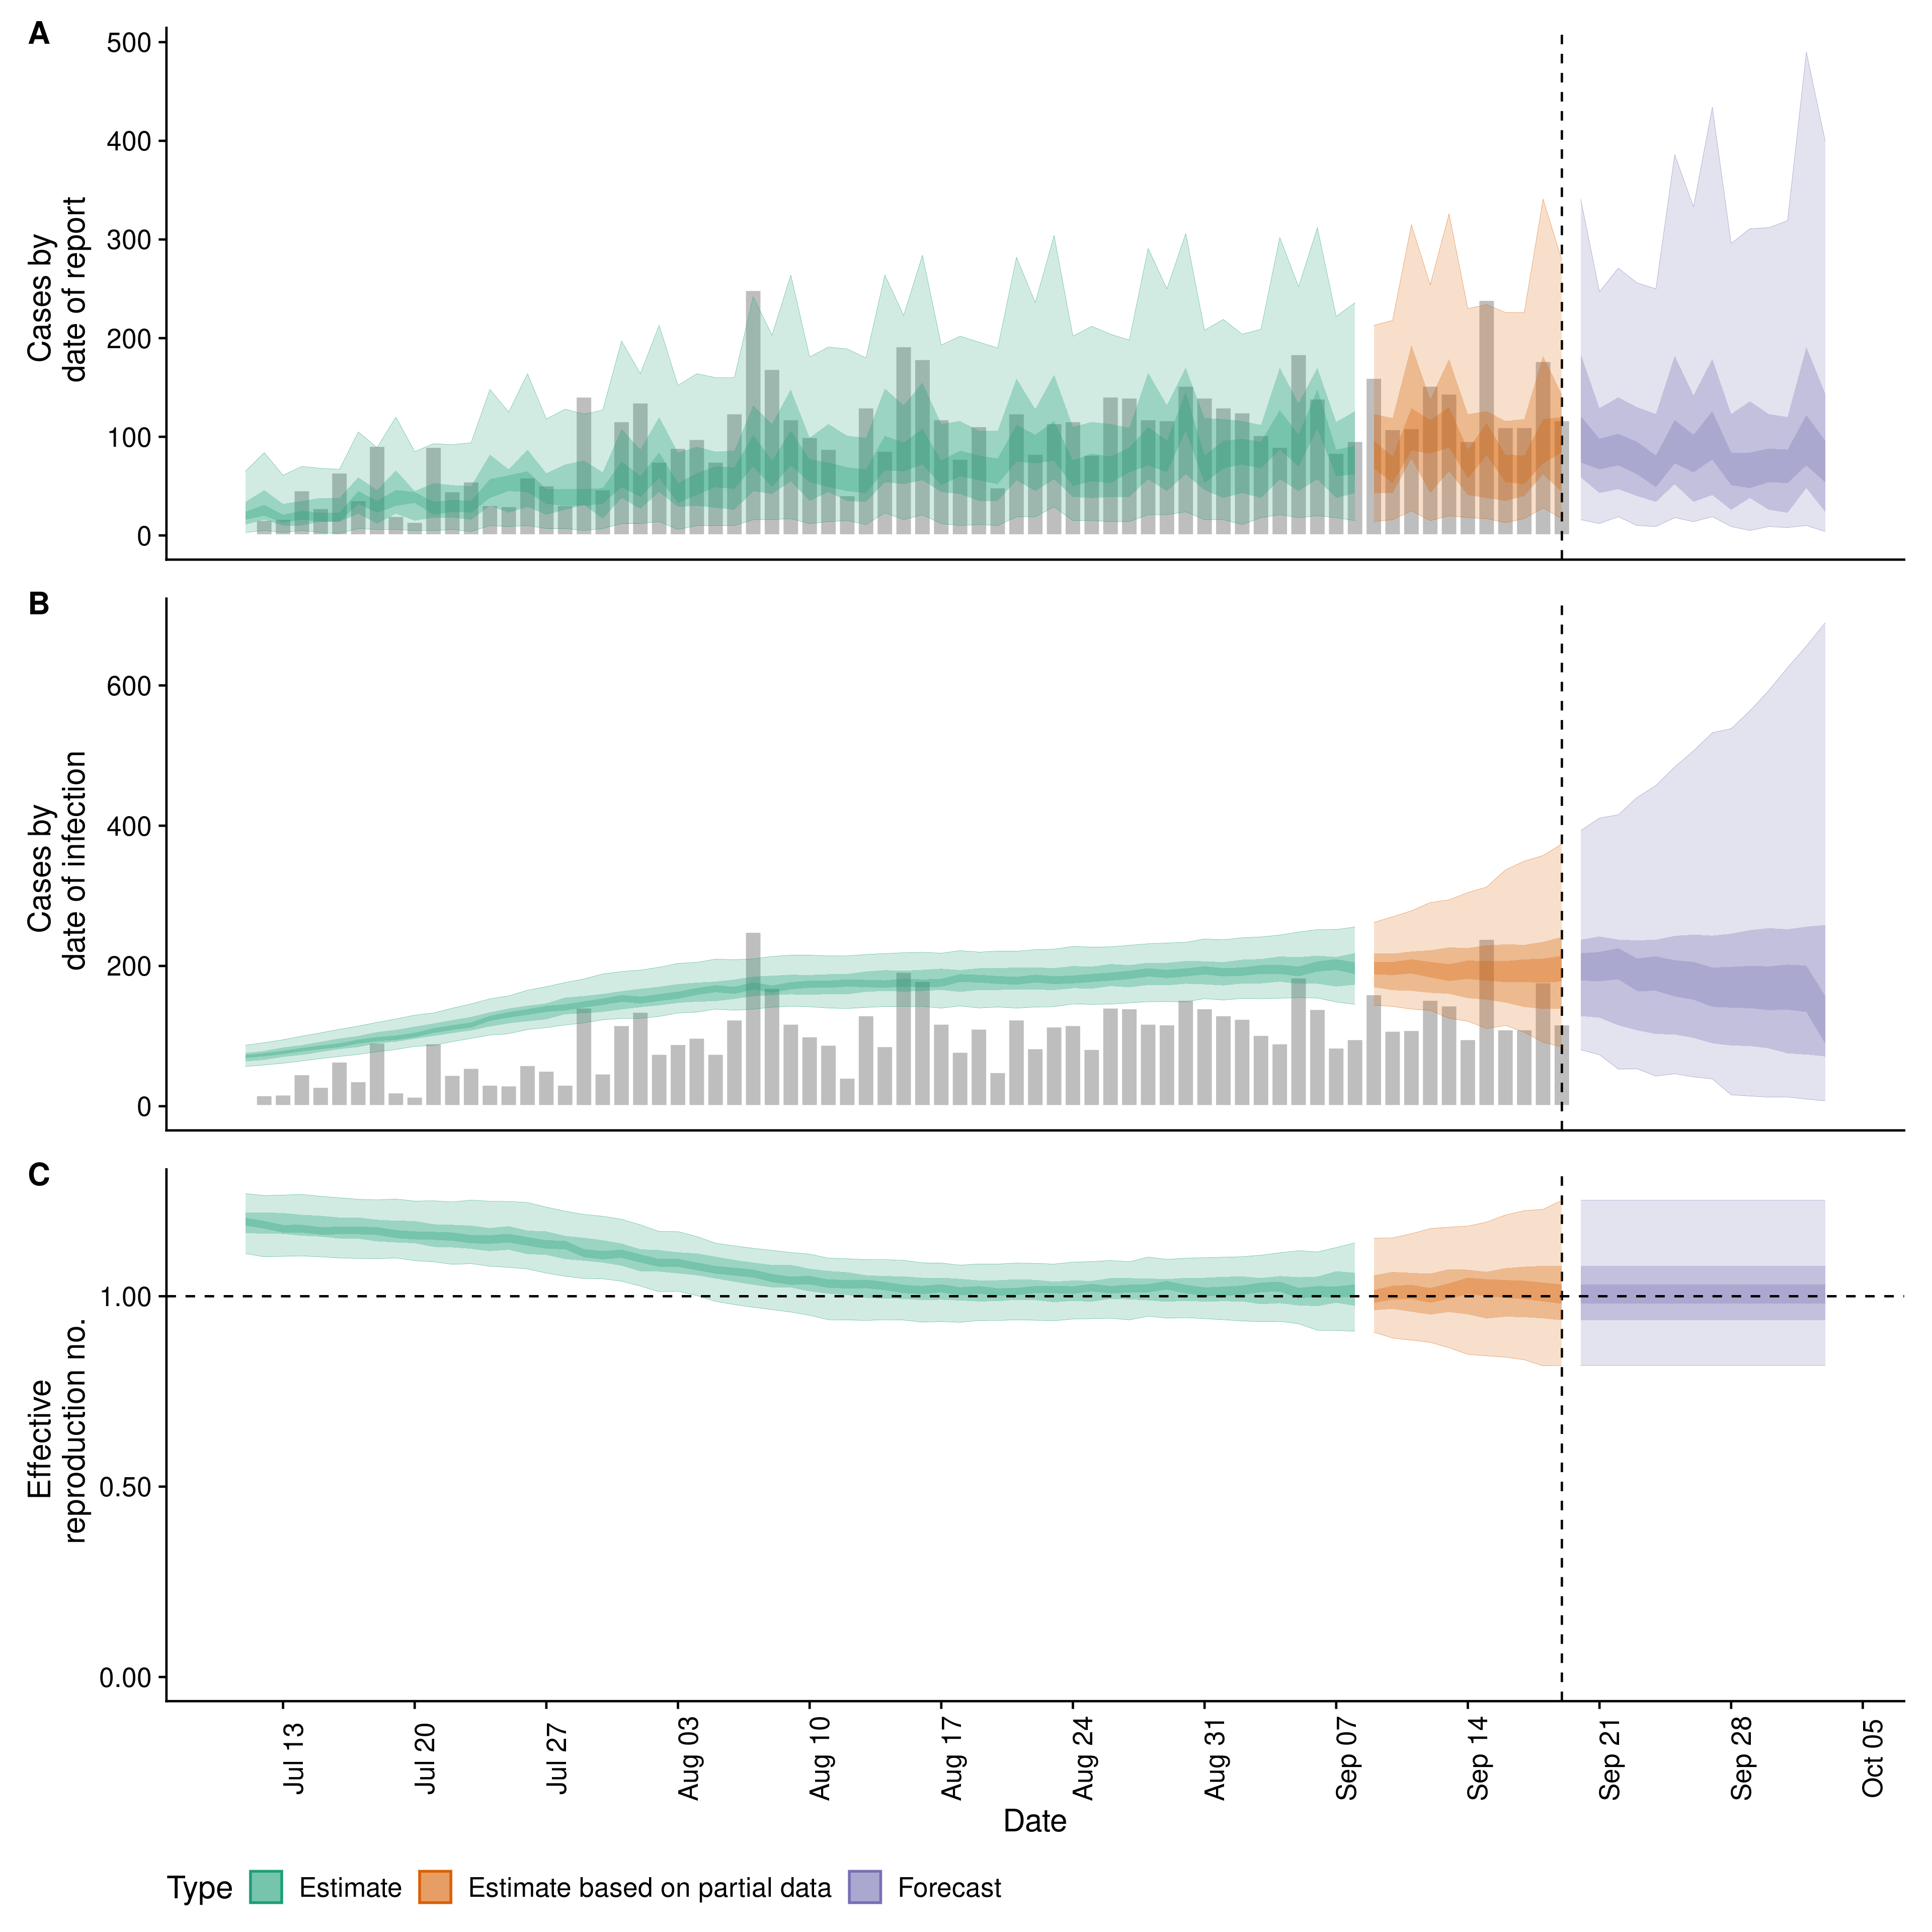 A
500
400
300
200
100
0
Cases by
date of report
B
600
400
200
0
Cases by
date of infection
C
1.00
0.50
0.00
Effective
reproduction no.
Jul 13
Jul 20
Jul 27
Aug 03
Aug 10
Aug 17
Aug 24
Aug 31
Sep 07
Sep 14
Sep 21
Sep 28
Oct 05
Date
Type Estimate Estimate based on partial data Forecast